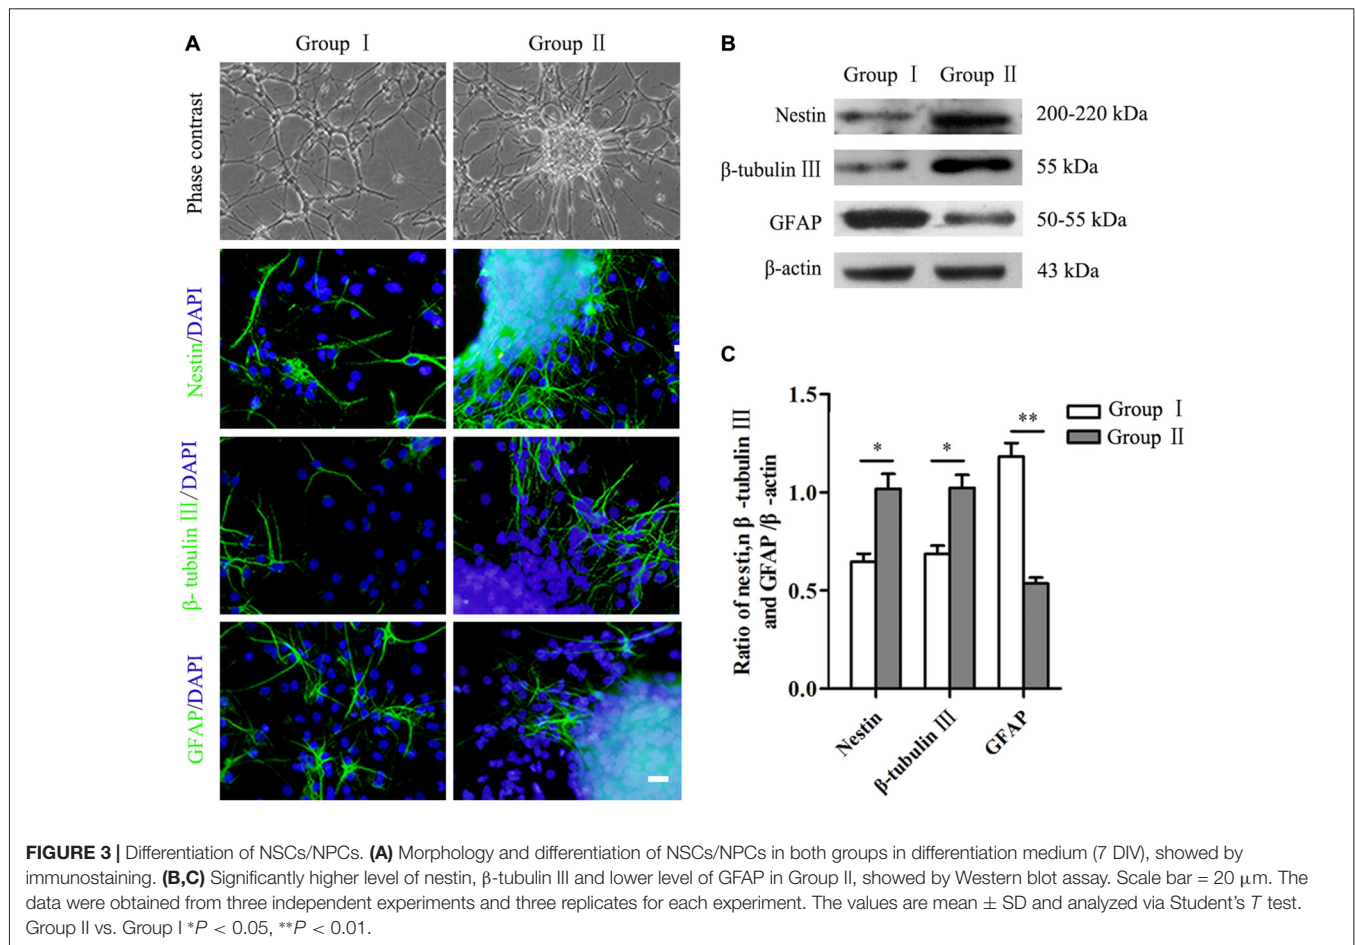 A
Group Ⅰ
Group Ⅱ
Phase contrast
Nestin/DAPI
β- tubulin III/DAPI
GFAP/DAPI
B
Group Ⅰ Group Ⅱ
Nestin 200-220 kDa
β-tubulin III 55 kDa
GFAP 50-55 kDa
β-actin 43 kDa
C
Ratio of nesti,n β -tubulin III
and GFAP /β -actin
1.5
1.0
0.5
0.0
* * **
Group Ⅰ
Group Ⅱ
Nestin
β-tubulin III
GFAP
FIGURE 3 | Differentiation of NSCs/NPCs. (A) Morphology and differentiation of NSCs/NPCs in both groups in differentiation medium (7 DIV), showed by
immunostaining. (B,C) Significantly higher level of nestin, β-tubulin III and lower level of GFAP in Group II, showed by Western blot assay. Scale bar = 20 μm. The
data were obtained from three independent experiments and three replicates for each experiment. The values are mean ± SD and analyzed via Student's T test.
Group II vs. Group I *P < 0.05, **P < 0.01.